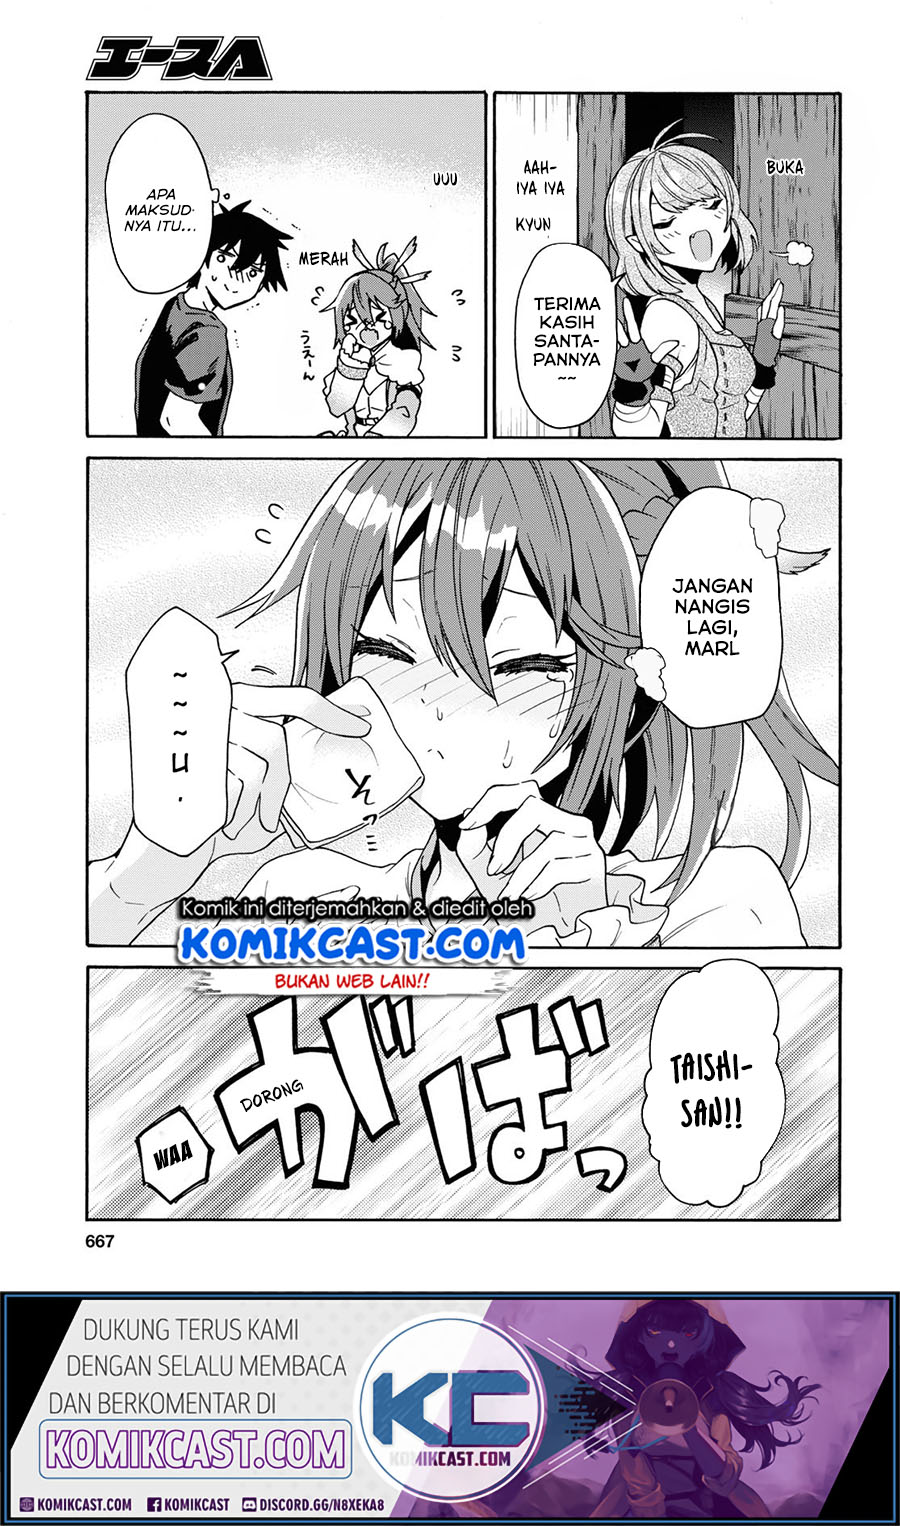 エースA
BUKA
AAH-
IYA IYA
KYUN
TERIMA
KASIH
SANTA-
PANNYA
~~
UUU
MERAH
うえーん
APA
MAKSUD-
NYA ITU...
JANGAN
NANGIS
LAGI,
MARL
~
~
~
U
.
そっ
Komik ini diterjemahkan & diedit oleh
KOMIKCAST.COM
BUKAN WEB LAIN!!
TAISHI-
SAN!!
がばっ
DORONG
WAA
667
DUKUNG TERUS KAMI
DENGAN SELALU MEMBACA
DAN BERKOMENTAR DI
KOMIKCAST.COM
KOMIKCAST.COM
KOMIKCAST
DISCORD.GG/N8XEKA8
KC
KOMIKCAST.COM